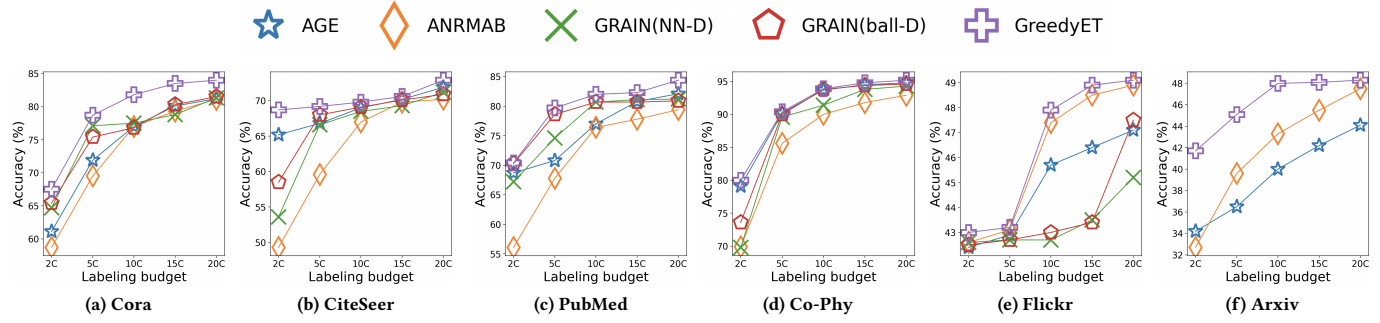 AGE ANRMAB GRAIN(NN-D) GRAIN(ball-D) GreedyET
Accuracy (%)
85
80
75
70
65
60
2C 5C 10C 15C 20C
Labeling budget
(a) Cora
Accuracy (%)
70
65
60
55
50
2C 5C 10C 15C 20C
Labeling budget
(b) CiteSeer
Accuracy (%)
85
80
75
70
65
60
55
2C 5C 10C 15C 20C
Labeling budget
(c) PubMed
Accuracy (%)
95
90
85
80
75
70
2C 5C 10C 15C 20C
Labeling budget
(d) Co-Phy
Accuracy (%)
49
48
47
46
45
44
43
2C 5C 10C 15C 20C
Labeling budget
(e) Flickr
Accuracy (%)
48
46
44
42
40
38
36
34
32
2C 5C 10C 15C 20C
Labeling budget
(f) Arxiv